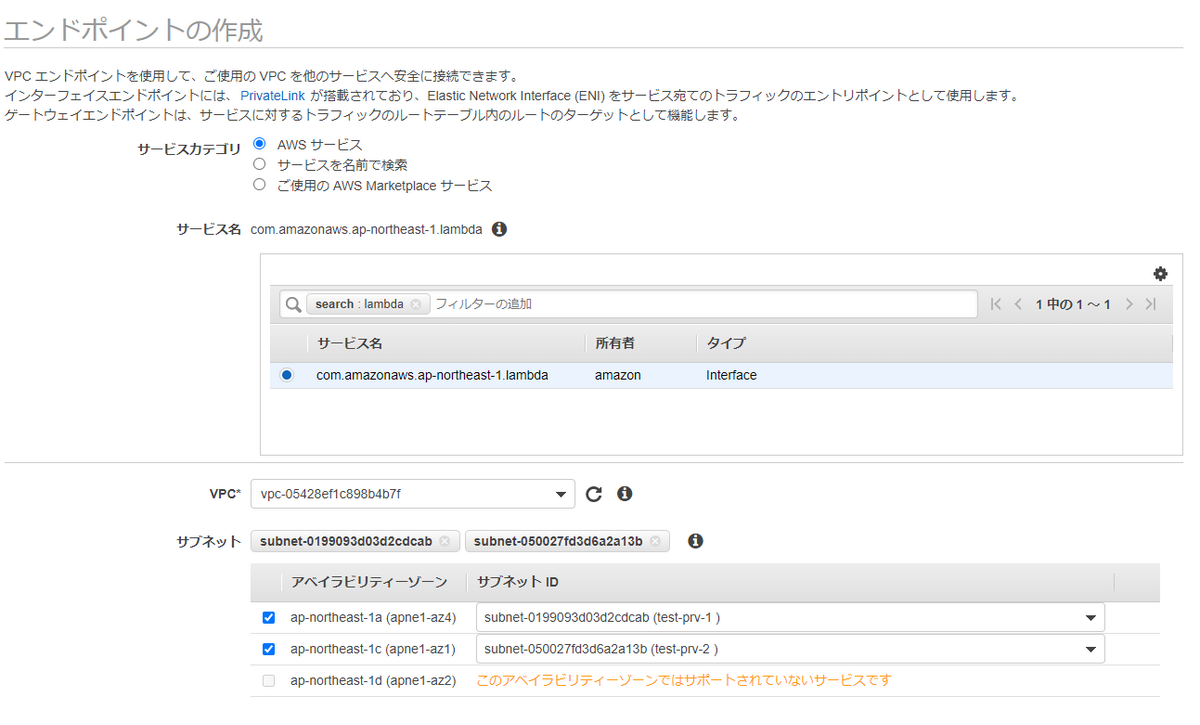 エンドポイントの作成
VPC エンドポイントを使用して、ご使用の VPC を他のサービスへ安全に接続できます。
インターフェイスエンドポイントには、 PrivateLink が搭載されており、Elastic Network Interface (ENI) をサービス宛てのトラフィックのエントリポイントとして使用します。
ゲートウェイエンドポイントは、サービスに対するトラフィックのルートテーブル内のルートのターゲットとして機能します。
サービスカテゴリ AWS サービス
サービスを名前で検索
ご使用の AWS Marketplace サービス
サービス名 com.amazonaws.ap-northeast-1.lambda
search : lambda フィルターの追加 1 中の 1 ～ 1
サービス名 所有者 タイプ
com.amazonaws.ap-northeast-1.lambda amazon Interface
VPC* vpc-05428ef1c898b4b7f
サブネット subnet-0199093d03d2cdcab subnet-050027fd3d6a2a13b
アベイラビリティーゾーン サブネット ID
ap-northeast-1a (apne1-az4) subnet-0199093d03d2cdcab (test-prv-1 )
ap-northeast-1c (apne1-az1) subnet-050027fd3d6a2a13b (test-prv-2 )
ap-northeast-1d (apne1-az2) このアベイラビリティーゾーンではサポートされていないサービスです